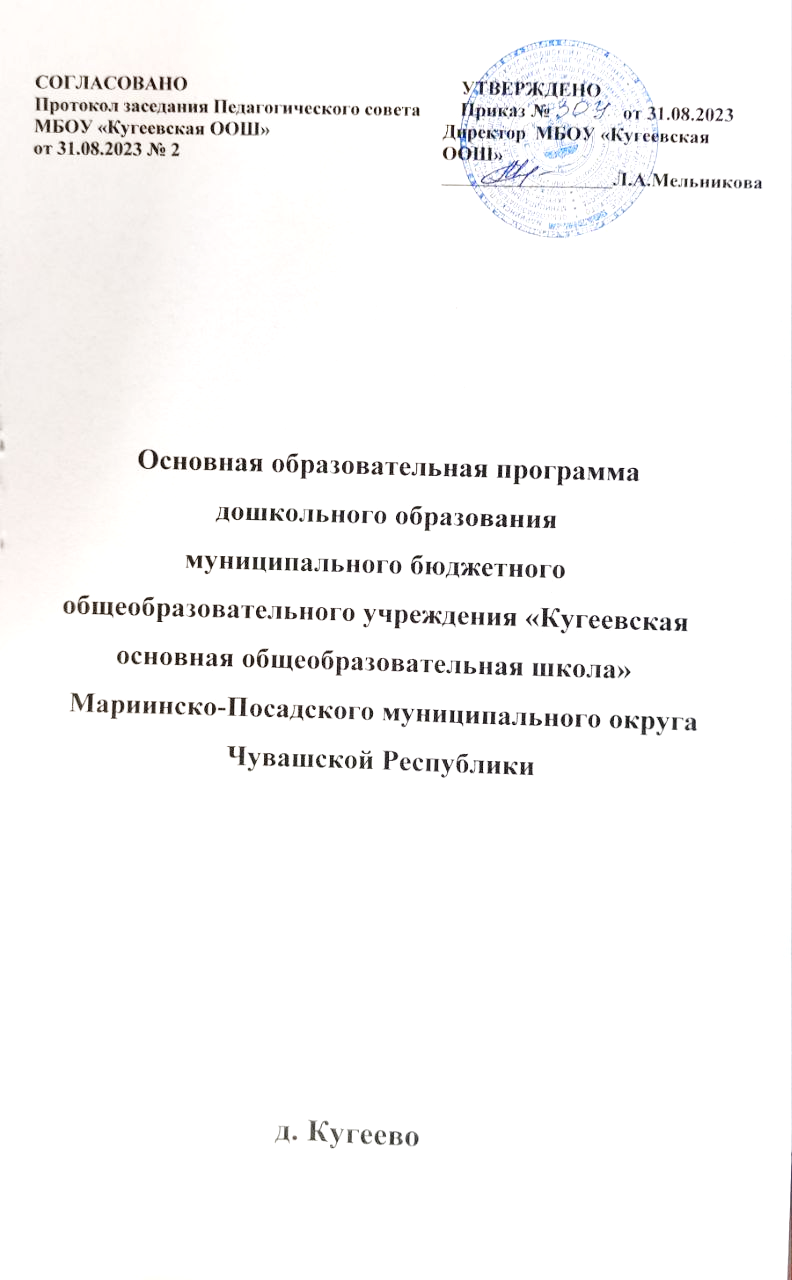 СОГЛАСОВАНО
Протокол заседания Педагогического совета
МБОУ «Кугеевская ООШ»
от 31.08.2023 № 2
УТВЕРЖДЕНО
Приказ № от 31.08.2023
Директор МБОУ «Кугеевская
ООШ»
Л.А.Мельникова
Основная образовательная программа
дошкольного образования
муниципального бюджетного
общеобразовательного учреждения «Кугеевская
основная общеобразовательная школа»
Мариинско-Посадского муниципального округа
Чувашской Республики
д. Кугеево